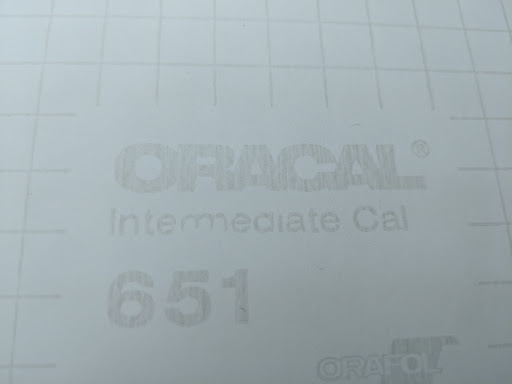 ORACAL®
Intermediate Cal
651
ORAFOL